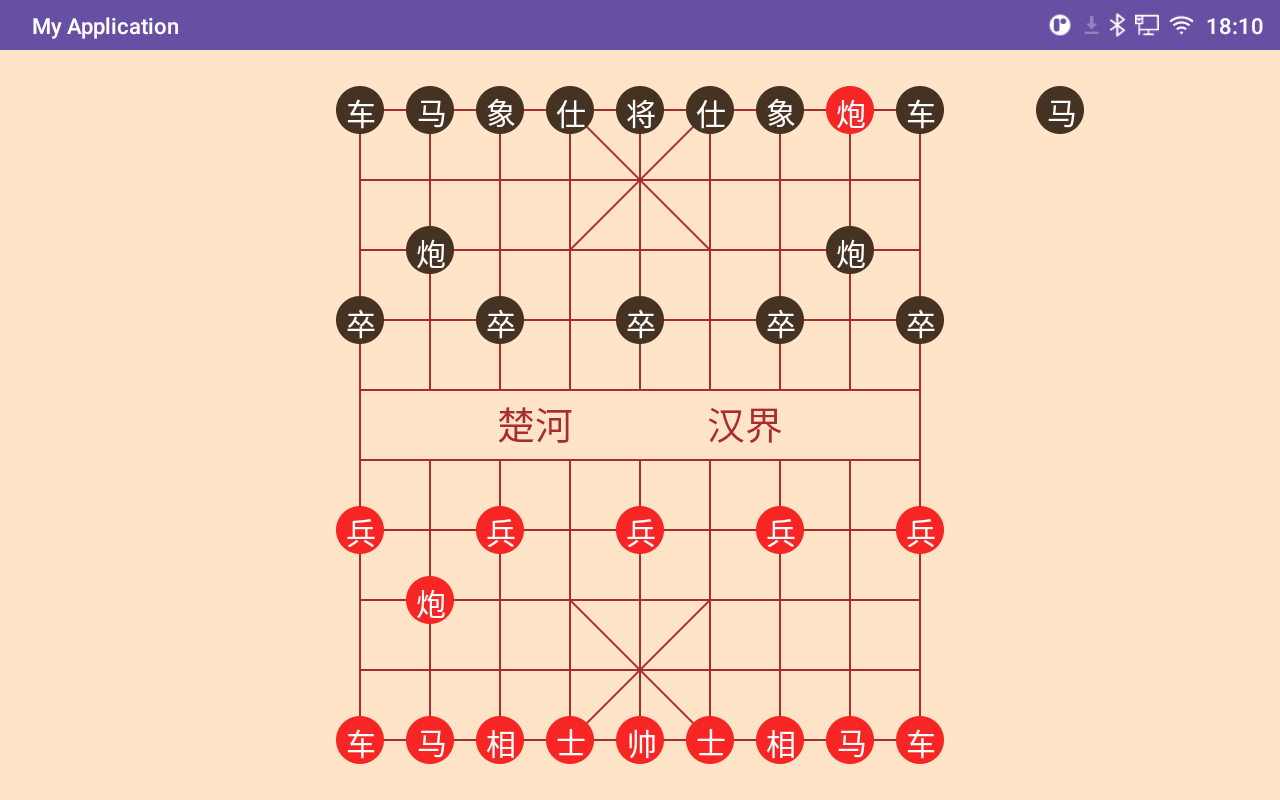 My Application 18:10
车 马 象 仕 将 仕 象 炮 车 马
炮 炮
卒 卒 卒 卒 卒
楚河 汉界
兵 兵 兵 兵 兵
炮
车 马 相 士 帅 士 相 马 车